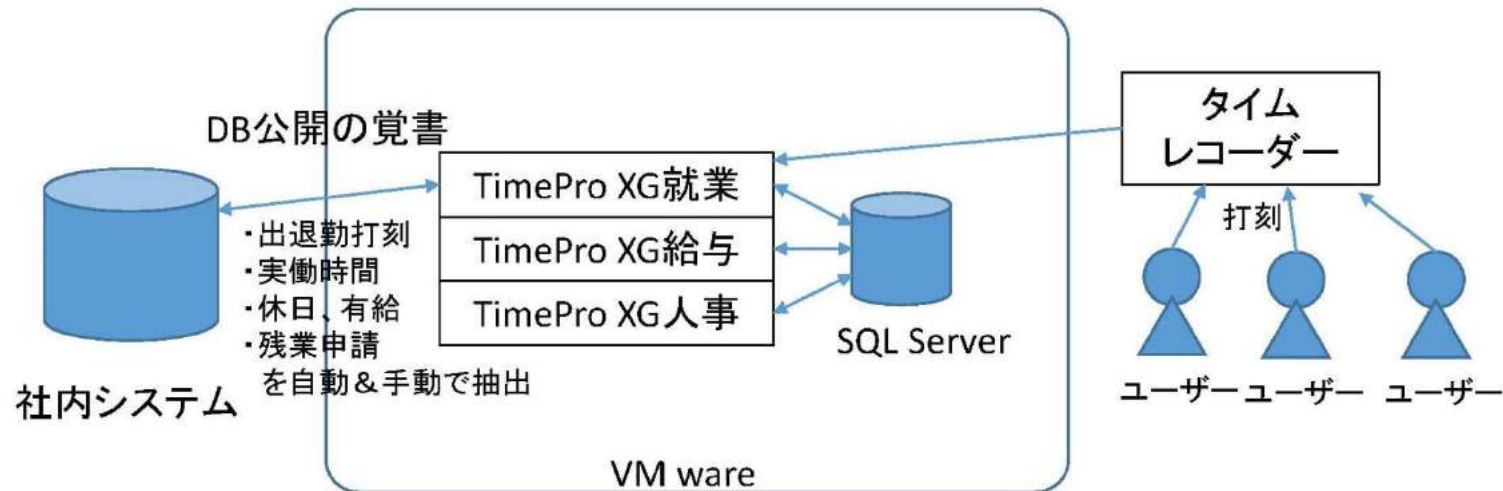 DB公開の覚書
・出退勤打刻
・実働時間
・休日、有給
・残業申請
を自動＆手動で抽出
社内システム
TimePro XG就業
TimePro XG給与
TimePro XG人事
SQL Server
VM ware
タイム
レコーダー
打刻
ユーザー
ユーザー
ユーザー